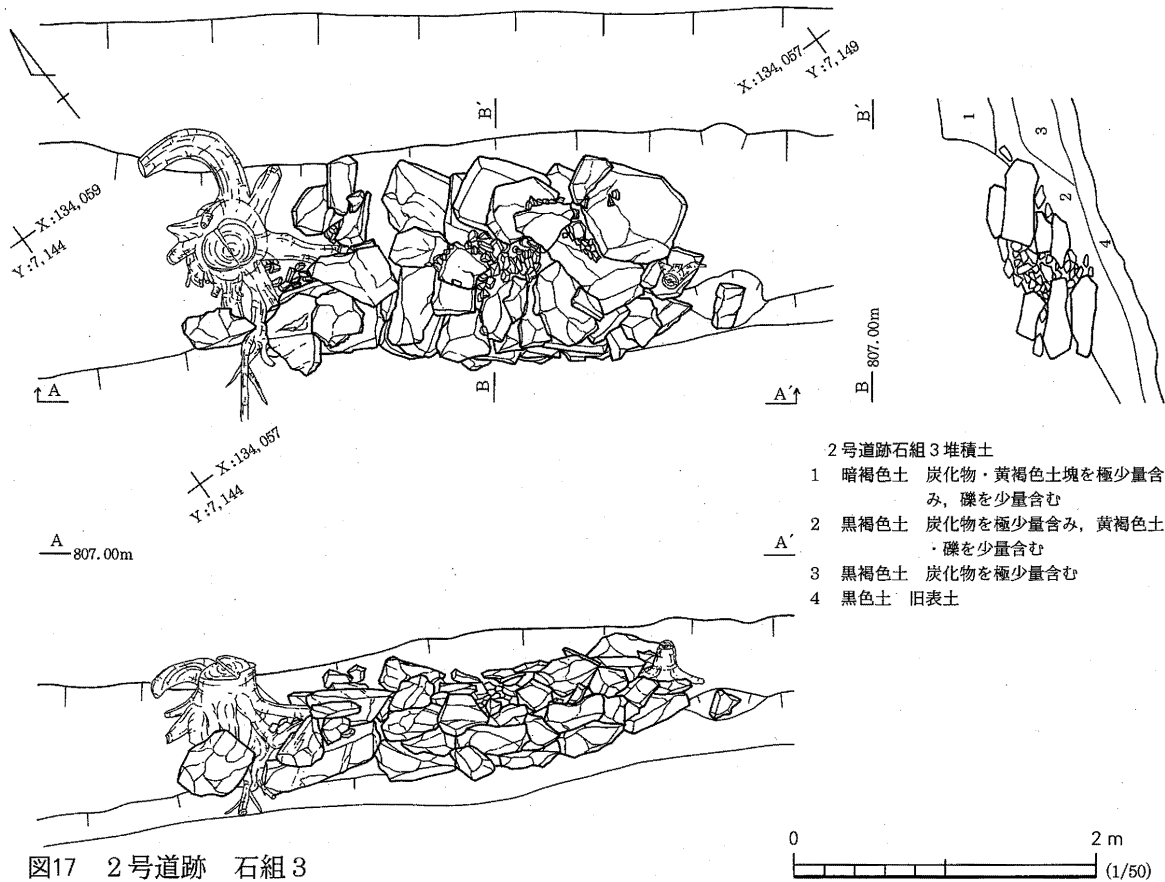 X:134,057
Y:7,149
B′
B′
1
3
2
4
X:134,059
Y:7,144
807.00m
B
B
A
A′
X:134,057
Y:7,144
2号道跡石組3堆積土
1 暗褐色土 炭化物・黄褐色土塊を極少量含
み,礫を少量含む
2 黒褐色土 炭化物を極少量含み,黄褐色土
・礫を少量含む
3 黒褐色土 炭化物を極少量含む
4 黒色土 旧表土
A
807.00m
A′
0
2 m
(1/50)
図17 2号道跡 石組3